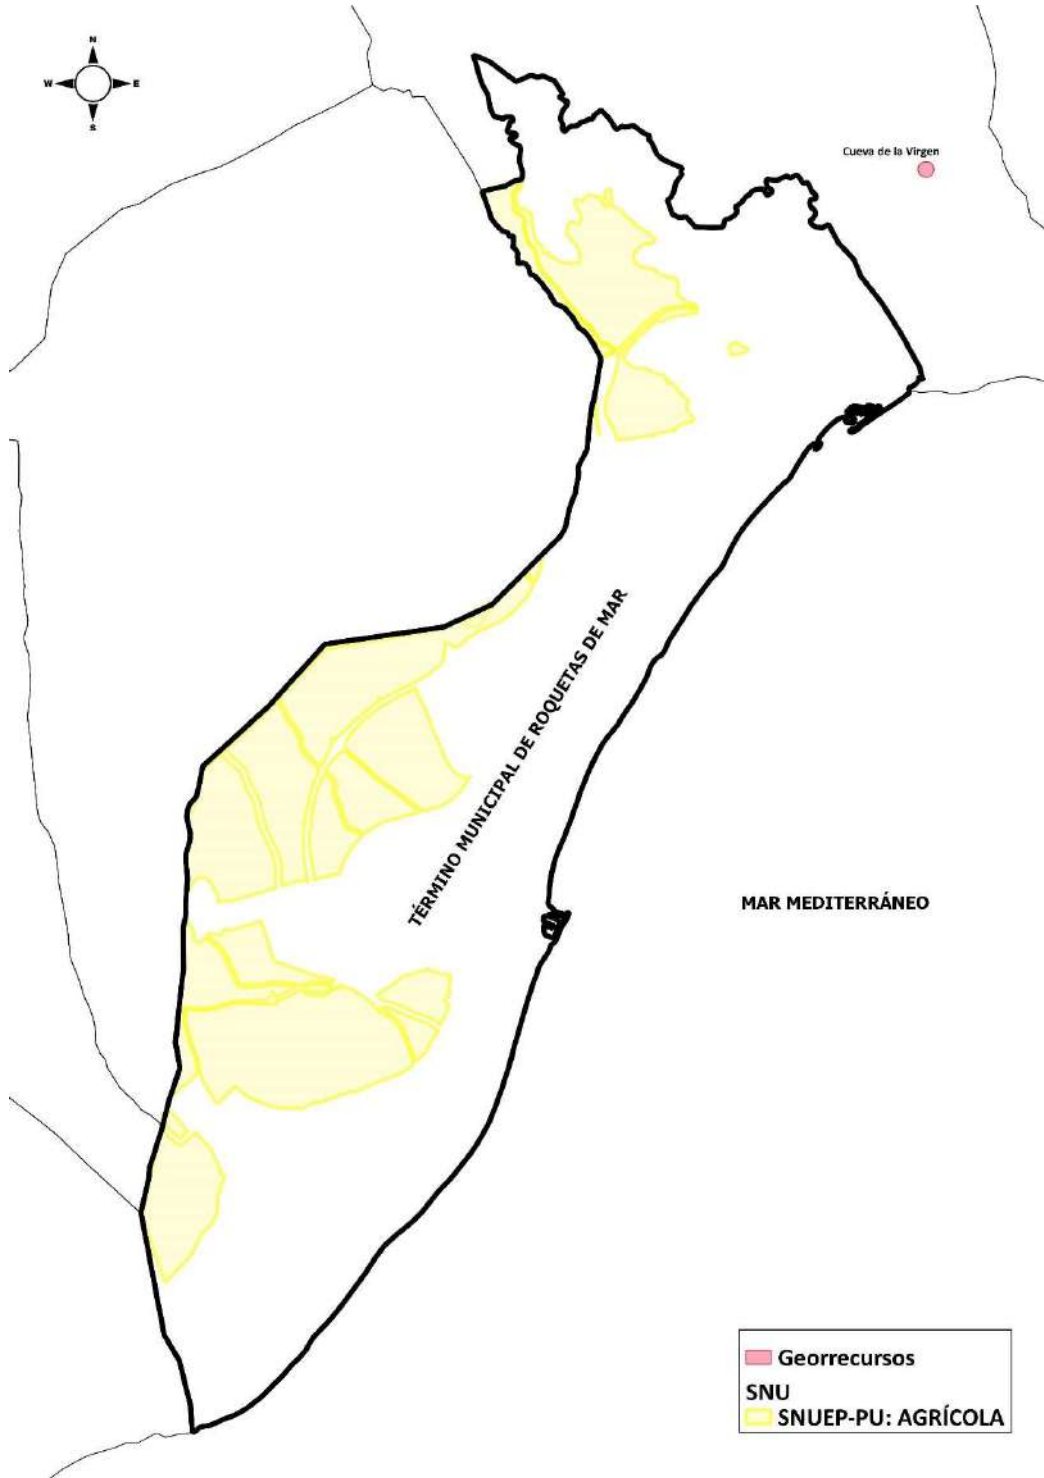 N
W E
S
Cueva de la Virgen
TÉRMINO MUNICIPAL DE ROQUETAS DE MAR
MAR MEDITERRÁNEO
Georrecursos
SNU
SNUEP-PU: AGRÍCOLA